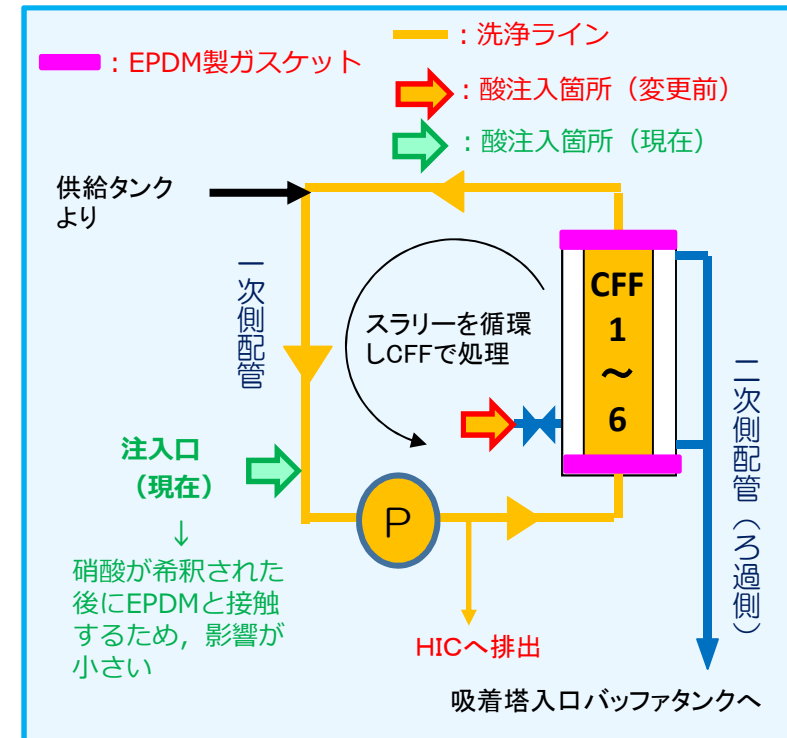 ：洗浄ライン
：EPDM製ガスケット
：酸注入箇所（変更前）
：酸注入箇所（現在）
供給タンク
より
一次側配管
CFF
1
～
6
スラリーを循環
しCFFで処理
二次側配管（ろ過側）
注入口
（現在）
↓
硝酸が希釈された
後にEPDMと接触
するため，影響が
小さい
P
HICへ排出
吸着塔入口バッファタンクへ